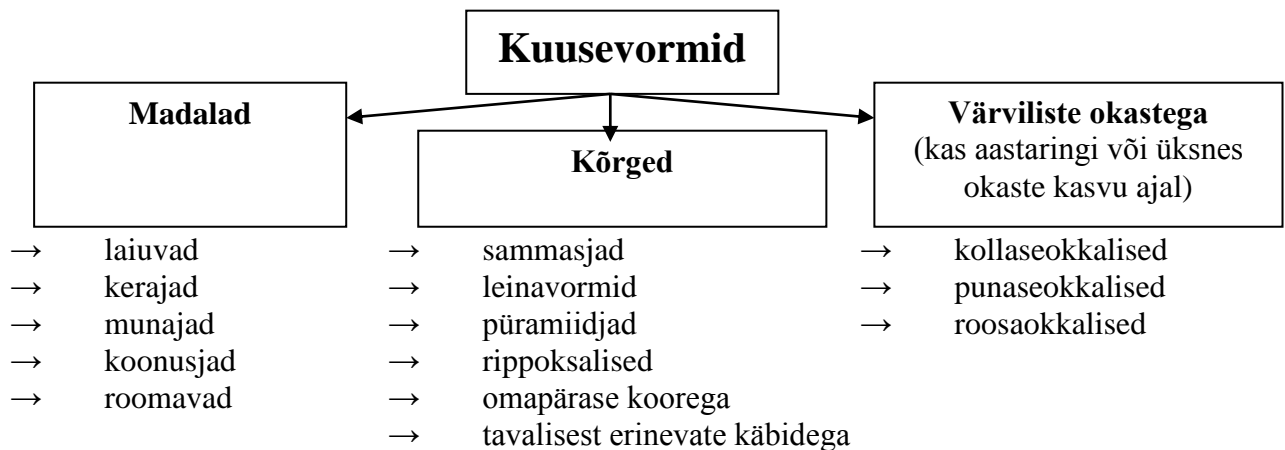 Kuusevormid
Madalad
→ laiuvad
→ kerajad
→ munajad
→ koonusjad
→ roomavad
Kõrged
→ sammasjad
→ leinavormid
→ püramiidjad
→ rippoksalised
→ omapärase koorega
→ tavalisest erinevate käbidega
Värviliste okastega
(kas aastaringi või üksnes
okaste kasvu ajal)
→ kollaseokkalised
→ punaseokkalised
→ roosaokkalised